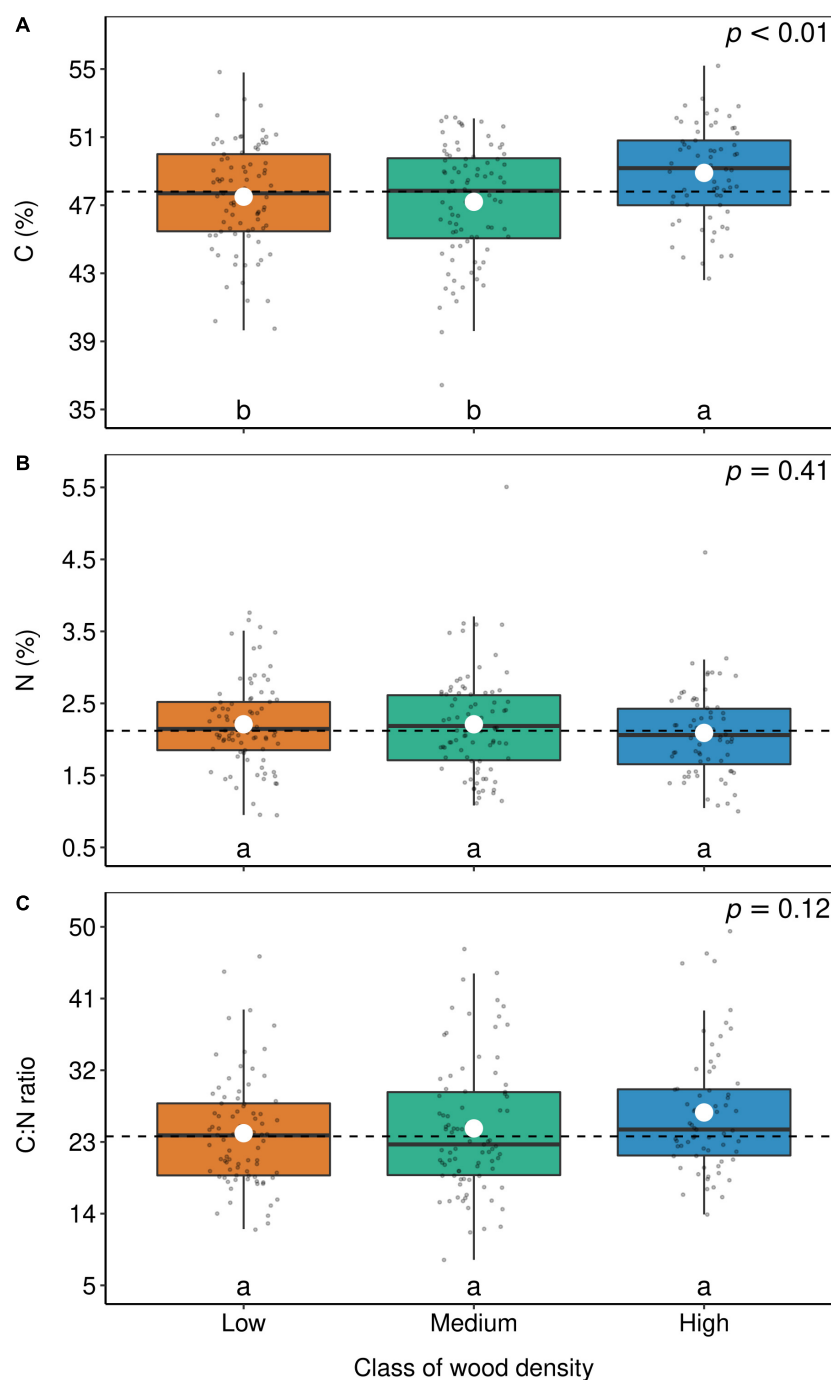 A
p < 0.01
C (%)
55
51
47
43
39
35
b b a
B
p = 0.41
N (%)
5.5
4.5
3.5
2.5
1.5
0.5
a a a
C
p = 0.12
C:N ratio
50
41
32
23
14
5
a a a
Low Medium High
Class of wood density